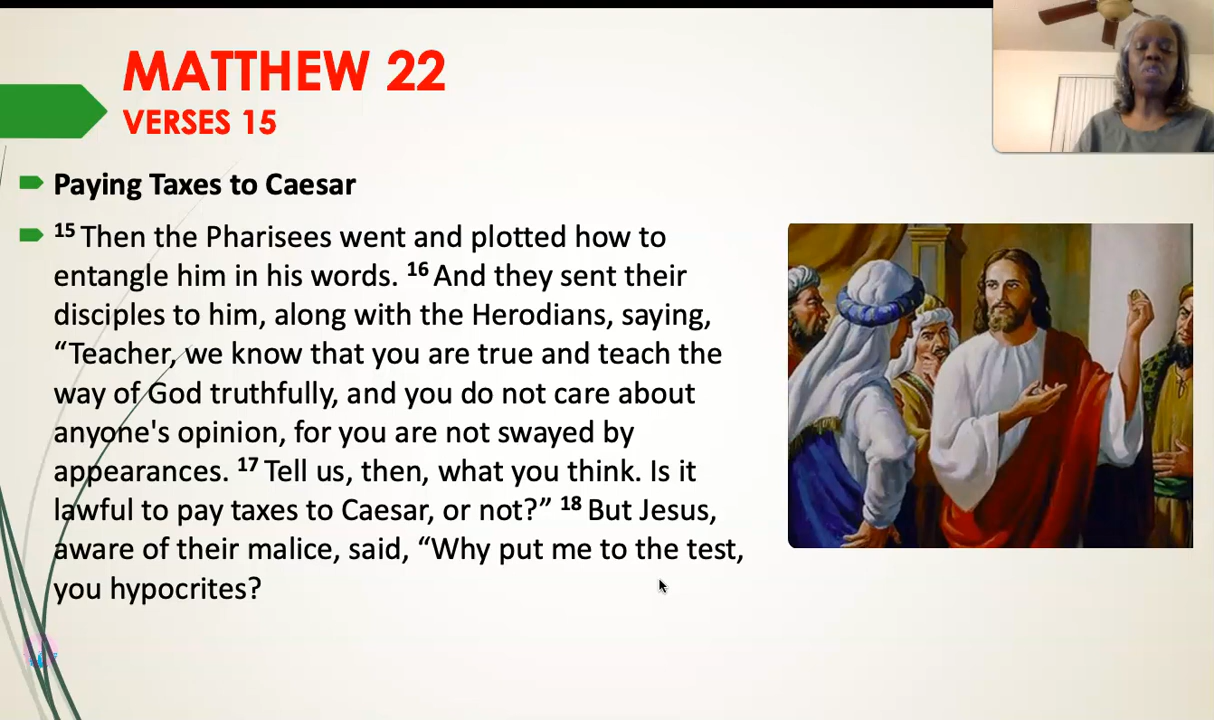 MATTHEW 22
VERSES 15
Paying Taxes to Caesar
15 Then the Pharisees went and plotted how to
entangle him in his words. 16 And they sent their
disciples to him, along with the Herodians, saying,
“Teacher, we know that you are true and teach the
way of God truthfully, and you do not care about
anyone's opinion, for you are not swayed by
appearances. 17 Tell us, then, what you think. Is it
lawful to pay taxes to Caesar, or not?” 18 But Jesus,
aware of their malice, said, “Why put me to the test,
you hypocrites?